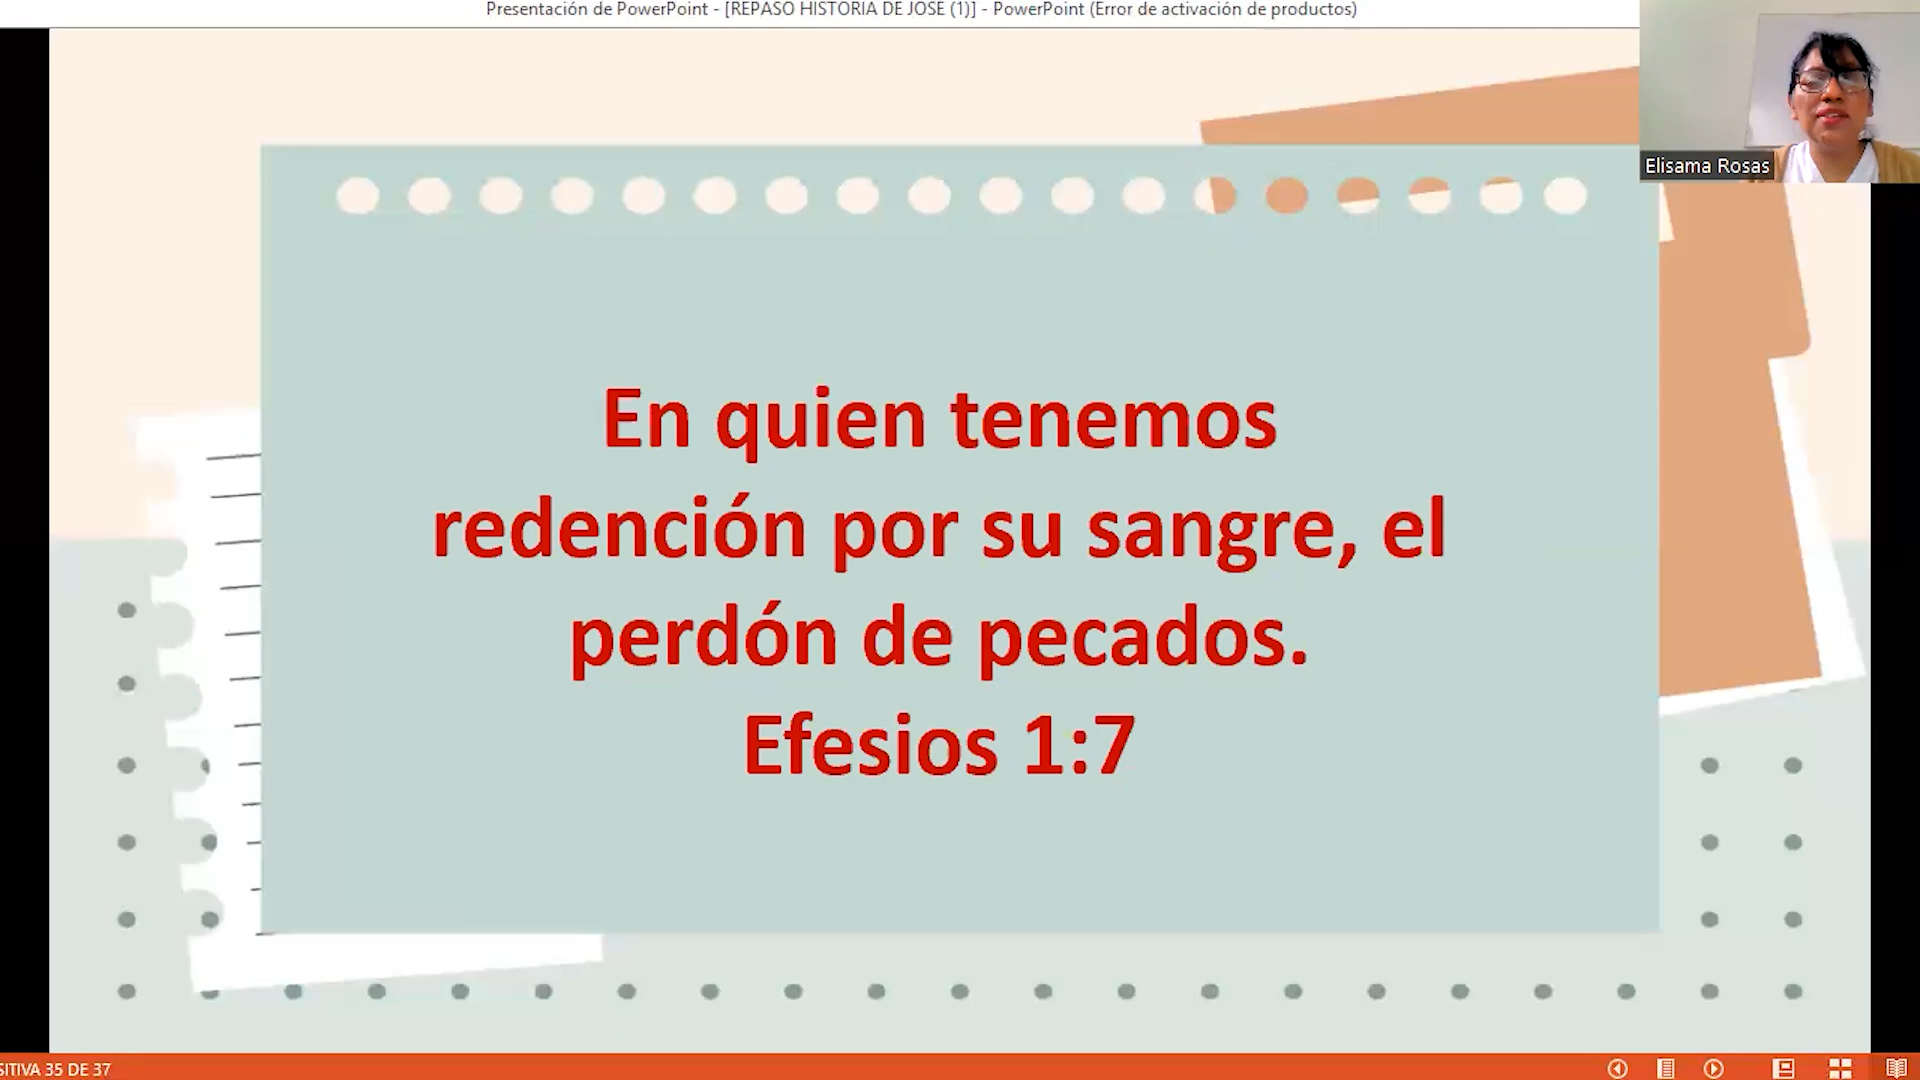 Presentación de PowerPoint - [REPASO HISTORIA DE JOSE (1)] - PowerPoint (Error de activación de productos)
Elisama Rosas
En quien tenemos
redención por su sangre, el
perdón de pecados.
Efesios 1:7
SITIVA 35 DE 37